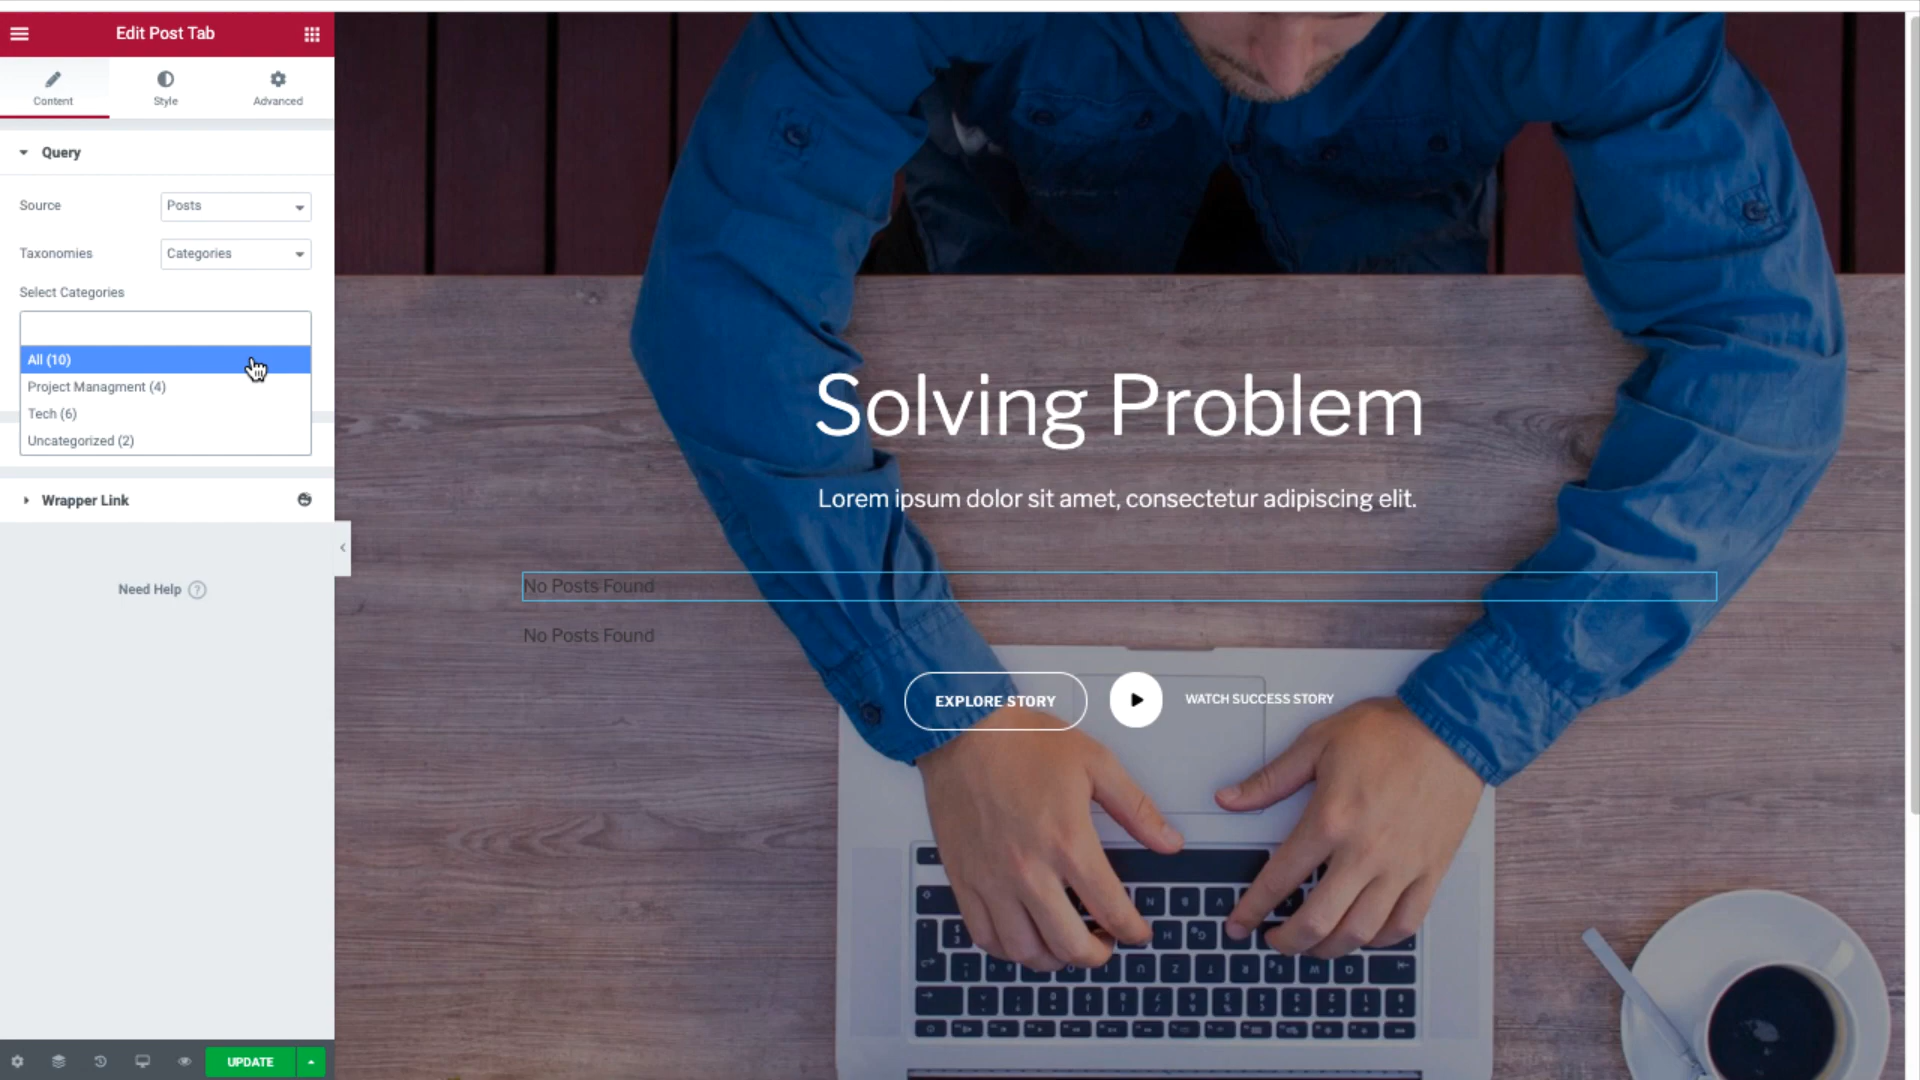 Edit Post Tab
Content
Style
Advanced
Query
Source
Posts
Taxonomies
Categories
Select Categories
All (10)
Project Managment (4)
Tech (6)
Uncategorized (2)
Wrapper Link
Need Help ?
UPDATE
Solving Problem
Lorem ipsum dolor sit amet, consectetur adipiscing elit.
No Posts Found
No Posts Found
EXPLORE STORY
WATCH SUCCESS STORY